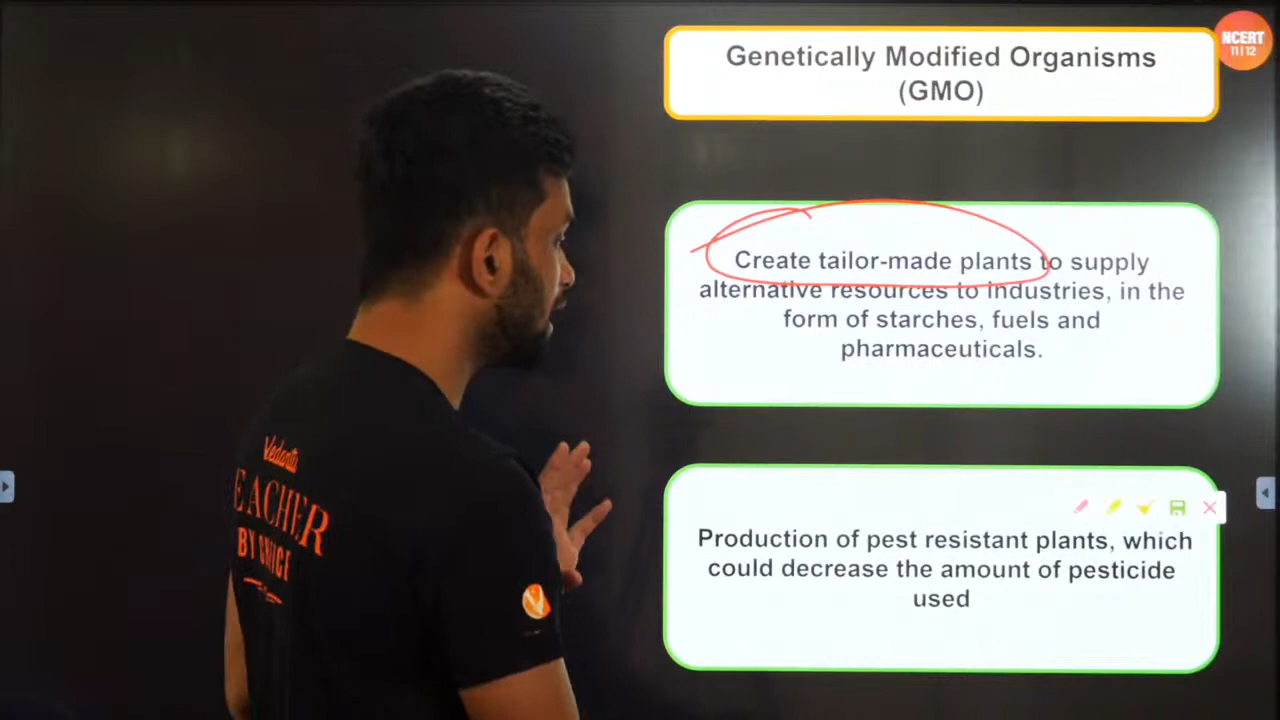 NCERT
11 | 12
Genetically Modified Organisms
(GMO)
Create tailor-made plants to supply
alternative resources to industries, in the
form of starches, fuels and
pharmaceuticals.
Production of pest resistant plants, which
could decrease the amount of pesticide
used
Vedantu
EACHER
BY CHOICE